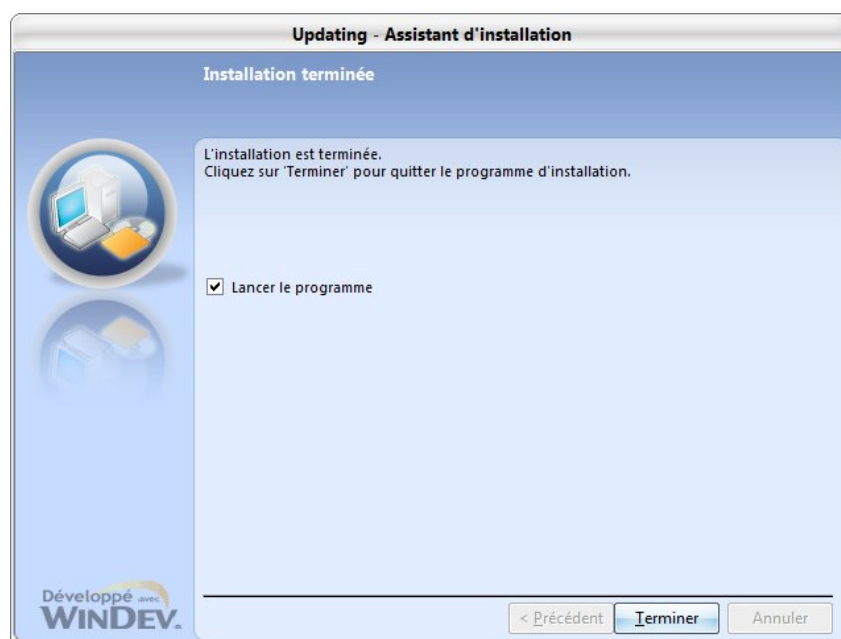 Updating - Assistant d'installation
Installation terminée
L'installation est terminée.
Cliquez sur 'Terminer' pour quitter le programme d'installation.
Lancer le programme
Développé avec
WINDEV.
< Précédent
Terminer
Annuler